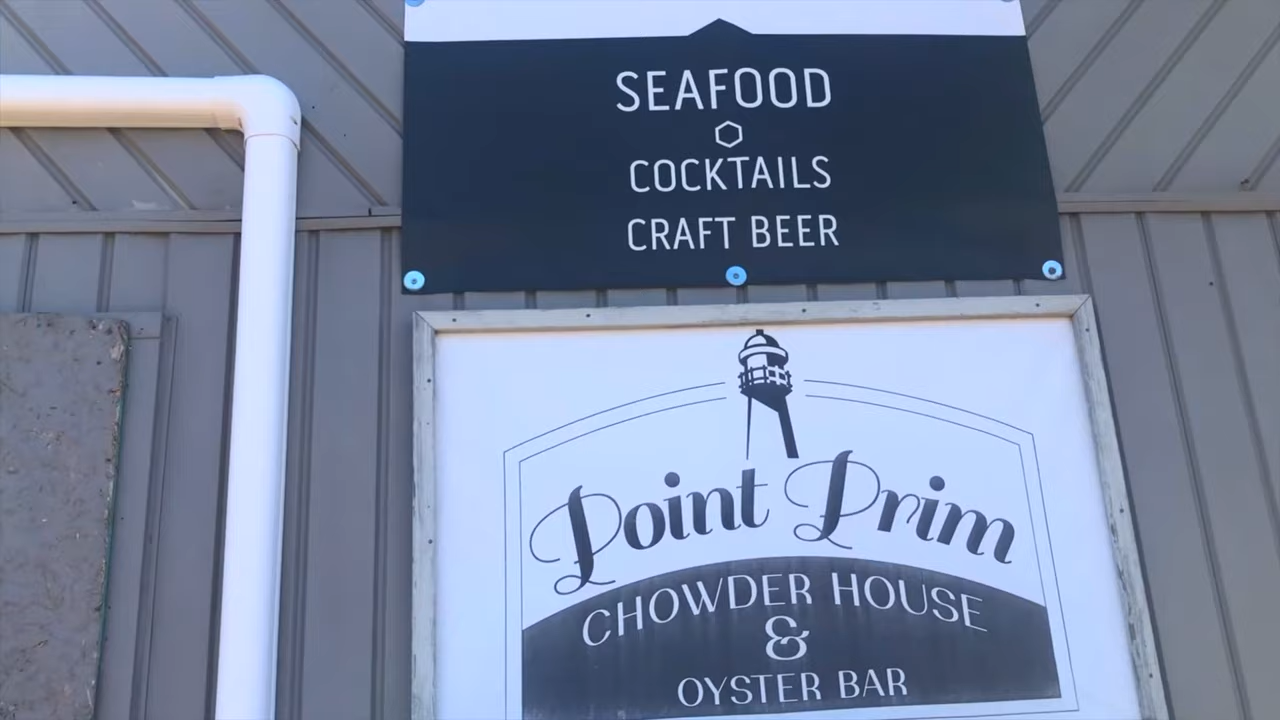 SEAFOOD
COCKTAILS
CRAFT BEER
Point Prim
CHOWDER HOUSE
&
OYSTER BAR